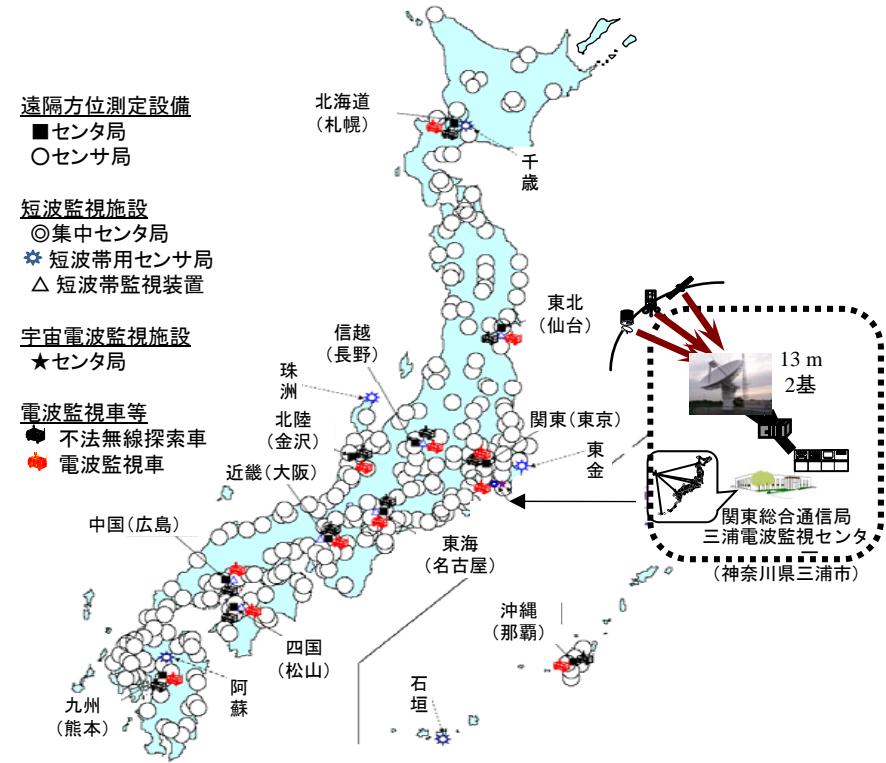 遠隔方位測定設備
■センタ局
○センサ局
短波監視施設
◎集中センタ局
短波帯用センサ局
△ 短波帯監視装置
宇宙電波監視施設
★センタ局
電波監視車等
不法無線探索車
電波監視車
北海道
（札幌）
千歳
東北
（仙台）
信越
（長野）
珠洲
北陸
（金沢）
関東（東京）
東金
近畿（大阪）
中国（広島）
東海
（名古屋）
四国
（松山）
沖縄
（那覇）
九州
（熊本）
阿蘇
石垣
13 m
2基
関東総合通信局
三浦電波監視センタ
ー
（神奈川県三浦市）